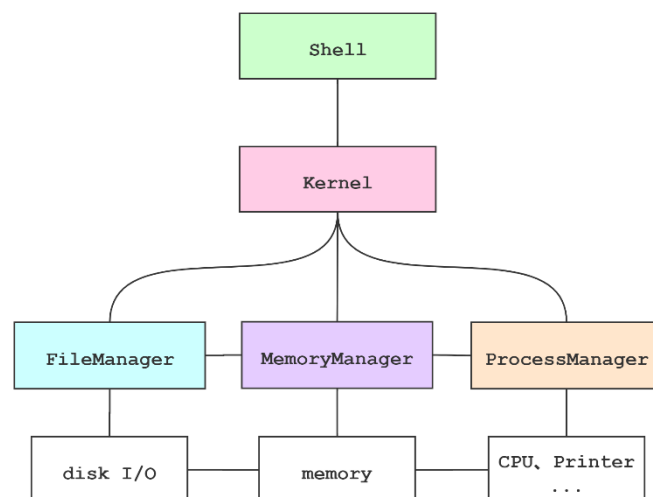 Shell
Kernel
FileManager
MemoryManager
ProcessManager
disk I/O
memory
CPU、Printer
...